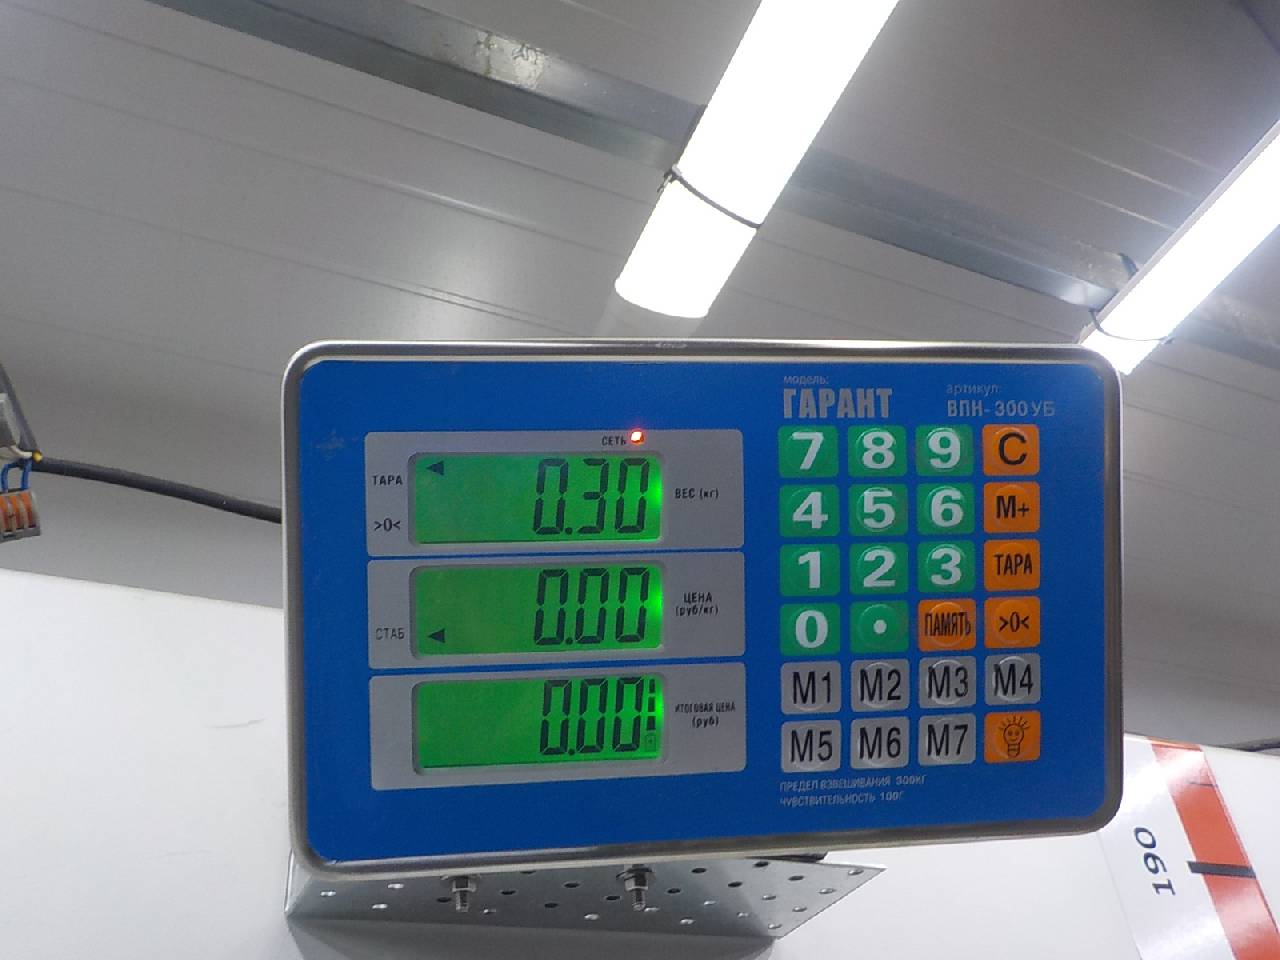 модель:
ГАРАНТ
артикул:
ВПН-300УБ
СЕТЬ
ТАРА
>0<
0.30
ВЕС (кг)
СТАБ
0.00
ЦЕНА
(руб/кг)
0.00
ИТОГОВАЯ ЦЕНА
(руб)
7 8 9 C
4 5 6 M+
1 2 3 ТАРА
0 . ПАМЯТЬ >0<
M1 M2 M3 M4
M5 M6 M7
ПРЕДЕЛ ВЗВЕШИВАНИЯ 300КГ
ЧУВСТВИТЕЛЬНОСТЬ 100Г
190